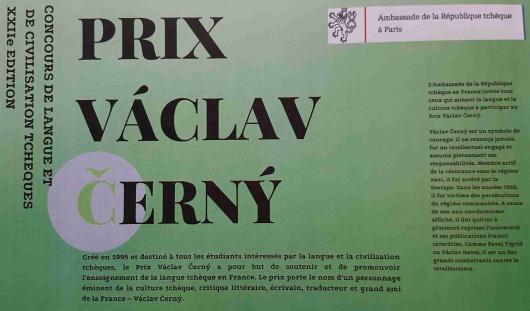 CONCOURS DE LANGUE ET
DE CIVILISATION TCHEQUES
XXIIe EDITION
PRIX
VÁCLAV
ČERNÝ
Ambassade de la République tchèque
à Paris
Créé en 1995 et destiné à tous les étudiants intéressés par la langue et la civilisation
tchèques, le Prix Václav Černý a pour but de soutenir et de promouvoir
l'enseignement de la langue tchèque en France. Le prix porte le nom d'un personnage
éminent de la culture tchèque, critique littéraire, écrivain, traducteur et grand ami
de la France – Václav Černý.
L'Ambassade de la République
tchèque en France invite tous
ceux qui aiment la langue et la
culture tchèque à participer au
Prix Václav Černý.
Václav Černý est un symbole de
courage: il ne renonça jamais,
fut un intellectuel engagé et
assuma pleinement ses
responsabilités. Membre actif
de la résistance sous le régime
nazi, il fut arrêté par la
Gestapo. Dans les années 1950,
il fut victime des persécutions
du régime communiste. A cause
de son non-conformisme
affiché, il dut quitter à
plusieurs reprises l'université
et ses publications étaient
interdites. Comme Pavel Tigrid
ou Václav Havel, il est un des
grands combattants contre le
totalitarisme.